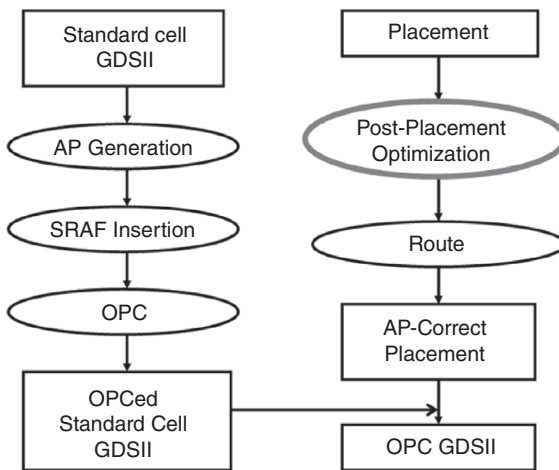 Standard cell
GDSII
AP Generation
SRAF Insertion
OPC
OPCed
Standard Cell
GDSII
Placement
Post-Placement
Optimization
Route
AP-Correct
Placement
OPC GDSII